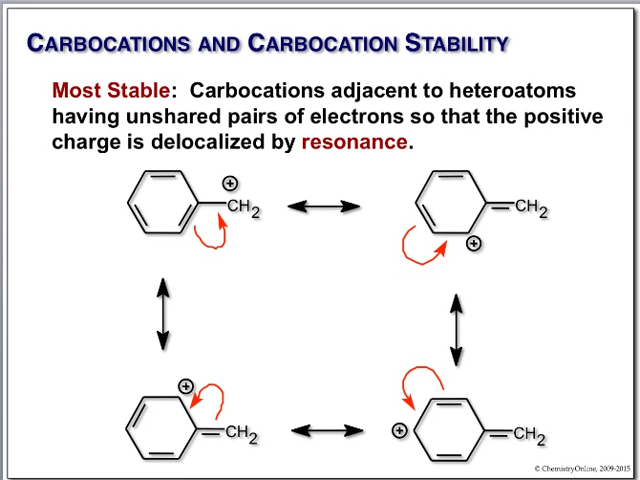 CARBOCATIONS AND CARBOCATION STABILITY
Most Stable: Carbocations adjacent to heteroatoms
having unshared pairs of electrons so that the positive
charge is delocalized by resonance.
⊕
CH2
CH2
⊕
⊕
CH2
⊕
CH2
© ChemistryOnline, 2009-2015